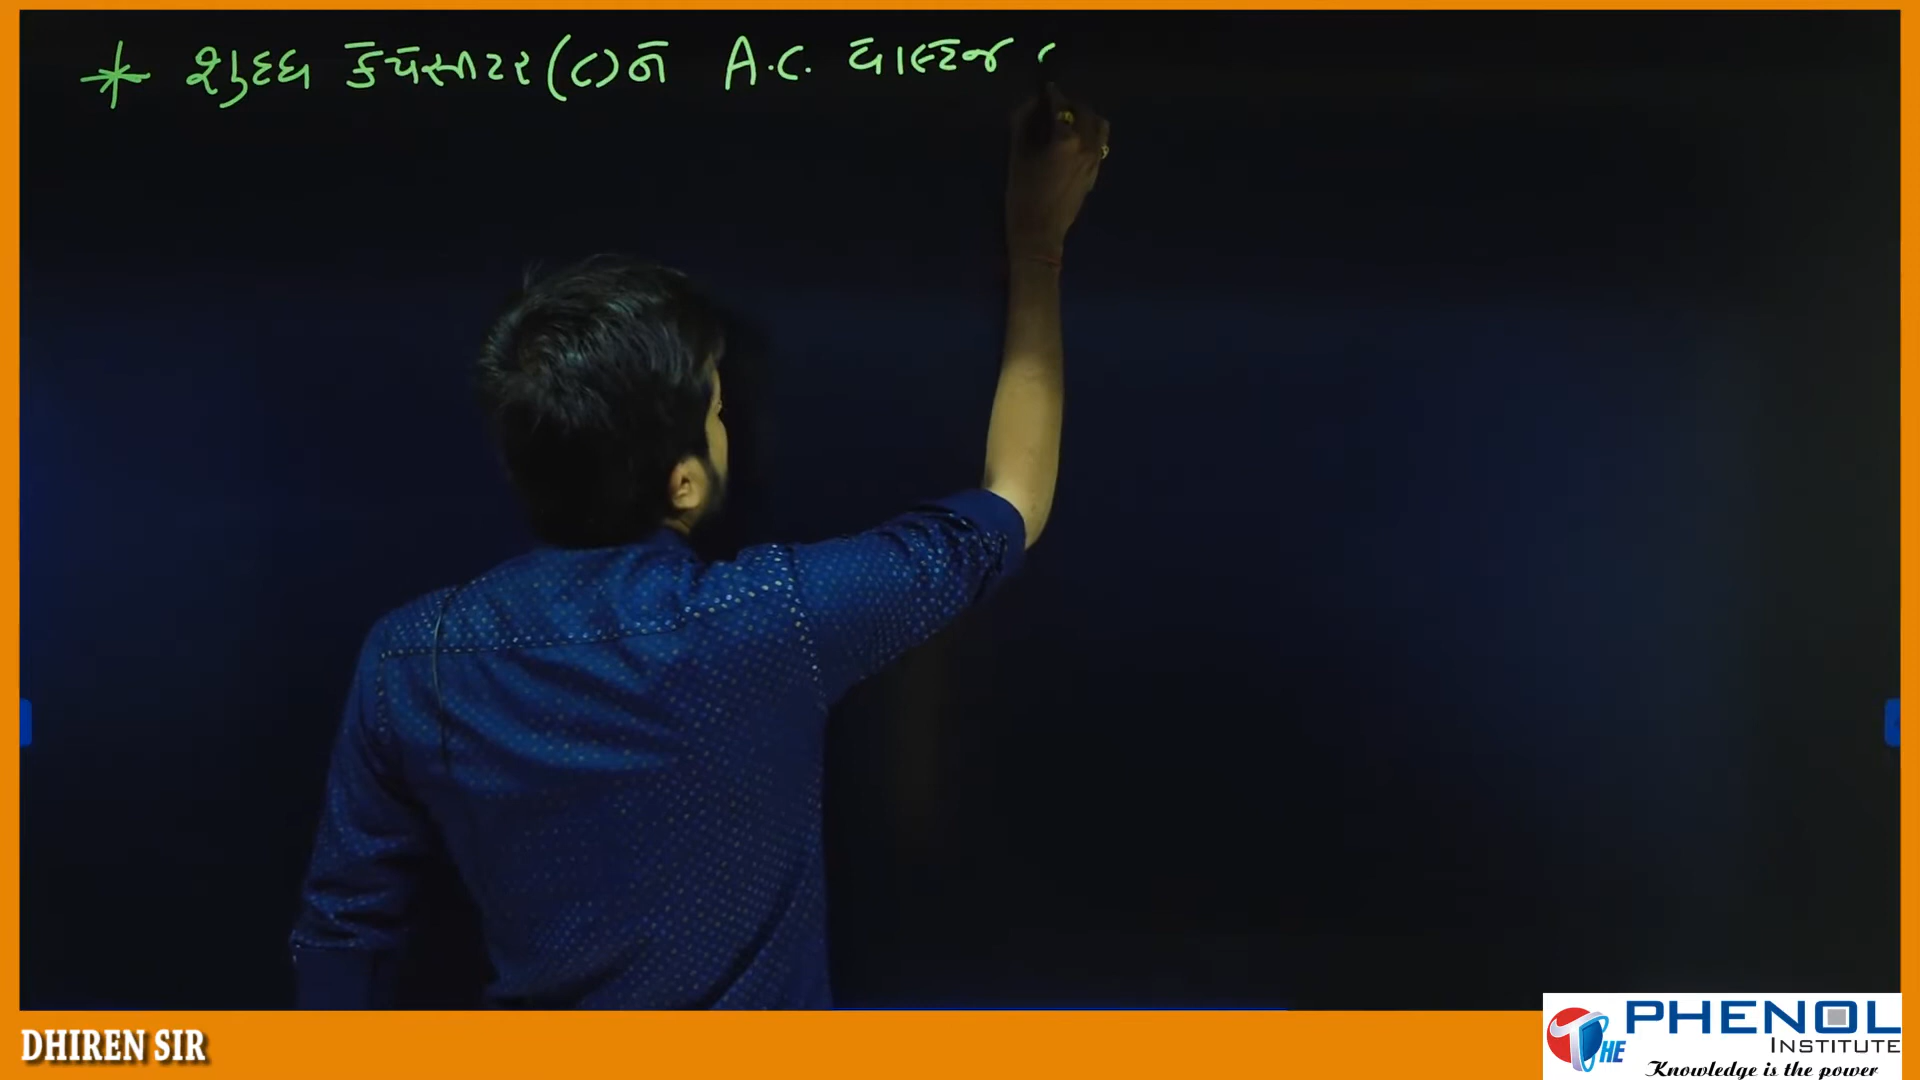 * શુદ્ધ કેપેસીટર (C) ને A.C. વોલ્ટેજ
DHIREN SIR
THE PHENOL
INSTITUTE
Knowledge is the power